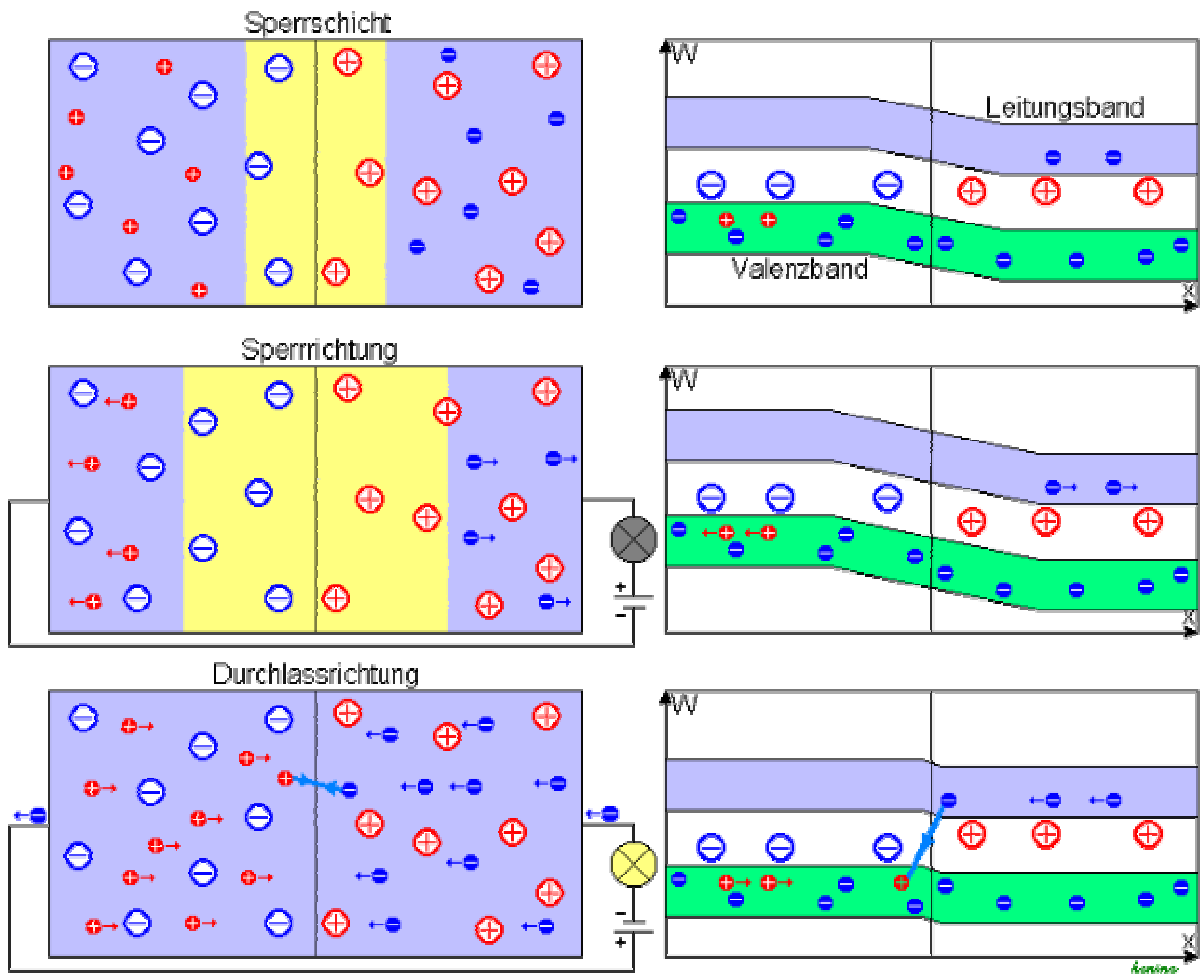 Sperrschicht
W
Leitungsband
Valenzband
x
Sperrrichtung
W
+
-
x
Durchlassrichtung
W
-
+
x